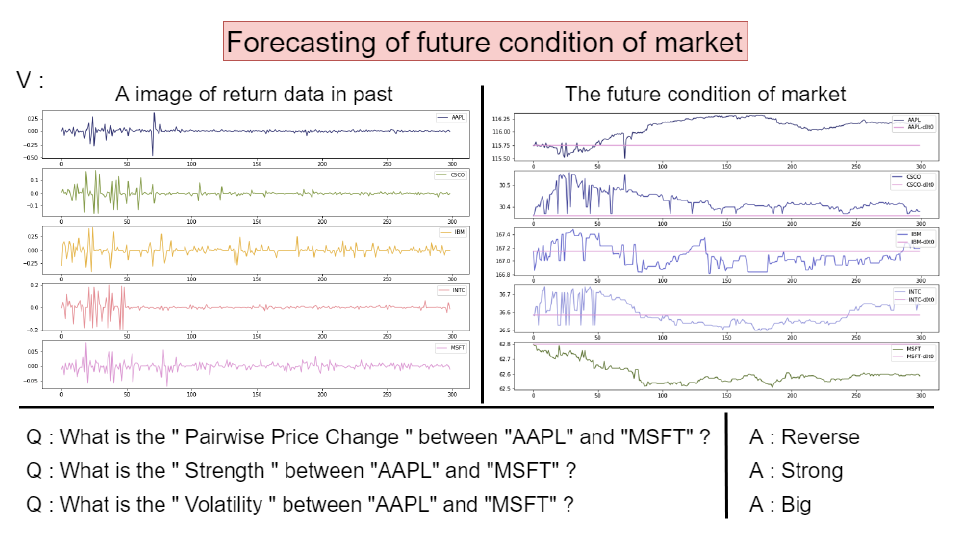 Forecasting of future condition of market
V :
A image of return data in past
The future condition of market
0.25
0.00
−0.25
−0.50
AAPL
0 50 100 150 200 250 300
0.1
0.0
−0.1
CSCO
0 50 100 150 200 250 300
0.25
0.00
−0.25
IBM
0 50 100 150 200 250 300
0.2
0.0
−0.2
INTC
0 50 100 150 200 250 300
0.05
0.00
−0.05
MSFT
0 50 100 150 200 250 300
116.25
116.00
115.75
115.50
AAPL
AAPL-dlt0
0 50 100 150 200 250 300
30.5
30.4
CSCO
CSCO-dlt0
0 50 100 150 200 250 300
167.4
167.2
167.0
166.8
IBM
IBM-dlt0
0 50 100 150 200 250 300
36.7
36.6
36.5
INTC
INTC-dlt0
0 50 100 150 200 250 300
62.8
62.7
62.6
62.5
MSFT
MSFT-dlt0
0 50 100 150 200 250 300
Q : What is the " Pairwise Price Change " between "AAPL" and "MSFT" ?
A : Reverse
Q : What is the " Strength " between "AAPL" and "MSFT" ?
A : Strong
Q : What is the " Volatility " between "AAPL" and "MSFT" ?
A : Big